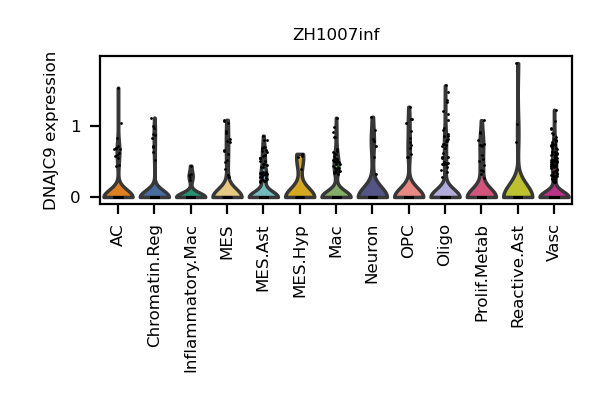 ZH1007inf
DNAJC9 expression
1
0
AC
Chromatin.Reg
Inflammatory.Mac
MES
MES.Ast
MES.Hyp
Mac
Neuron
OPC
Oligo
Prolif.Metab
Reactive.Ast
Vasc